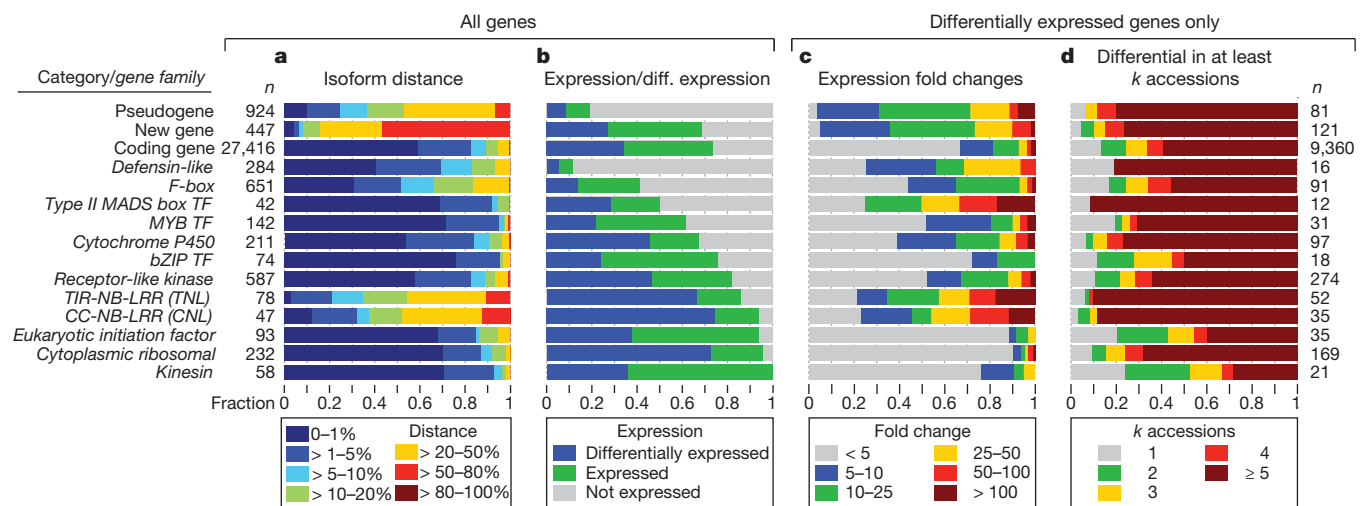 All genes
Differentially expressed genes only
a
b
c
d
Category/gene family
n
Isoform distance
Expression/diff. expression
Expression fold changes
Differential in at least
k accessions
n
Pseudogene 924 81
New gene 447 121
Coding gene 27,416 9,360
Defensin-like 284 16
F-box 651 91
Type II MADS box TF 42 12
MYB TF 142 31
Cytochrome P450 211 97
bZIP TF 74 18
Receptor-like kinase 587 274
TIR-NB-LRR (TNL) 78 52
CC-NB-LRR (CNL) 47 35
Eukaryotic initiation factor 93 35
Cytoplasmic ribosomal 232 169
Kinesin 58 21
Fraction 0 0.2 0.4 0.6 0.8 1 0 0.2 0.4 0.6 0.8 1 0 0.2 0.4 0.6 0.8 1 0 0.2 0.4 0.6 0.8 1
Distance
0–1%
> 1–5%
> 5–10%
> 10–20%
> 20–50%
> 50–80%
> 80–100%
Expression
Differentially expressed
Expressed
Not expressed
Fold change
< 5
5–10
10–25
25–50
50–100
> 100
k accessions
1
2
3
4
≥ 5